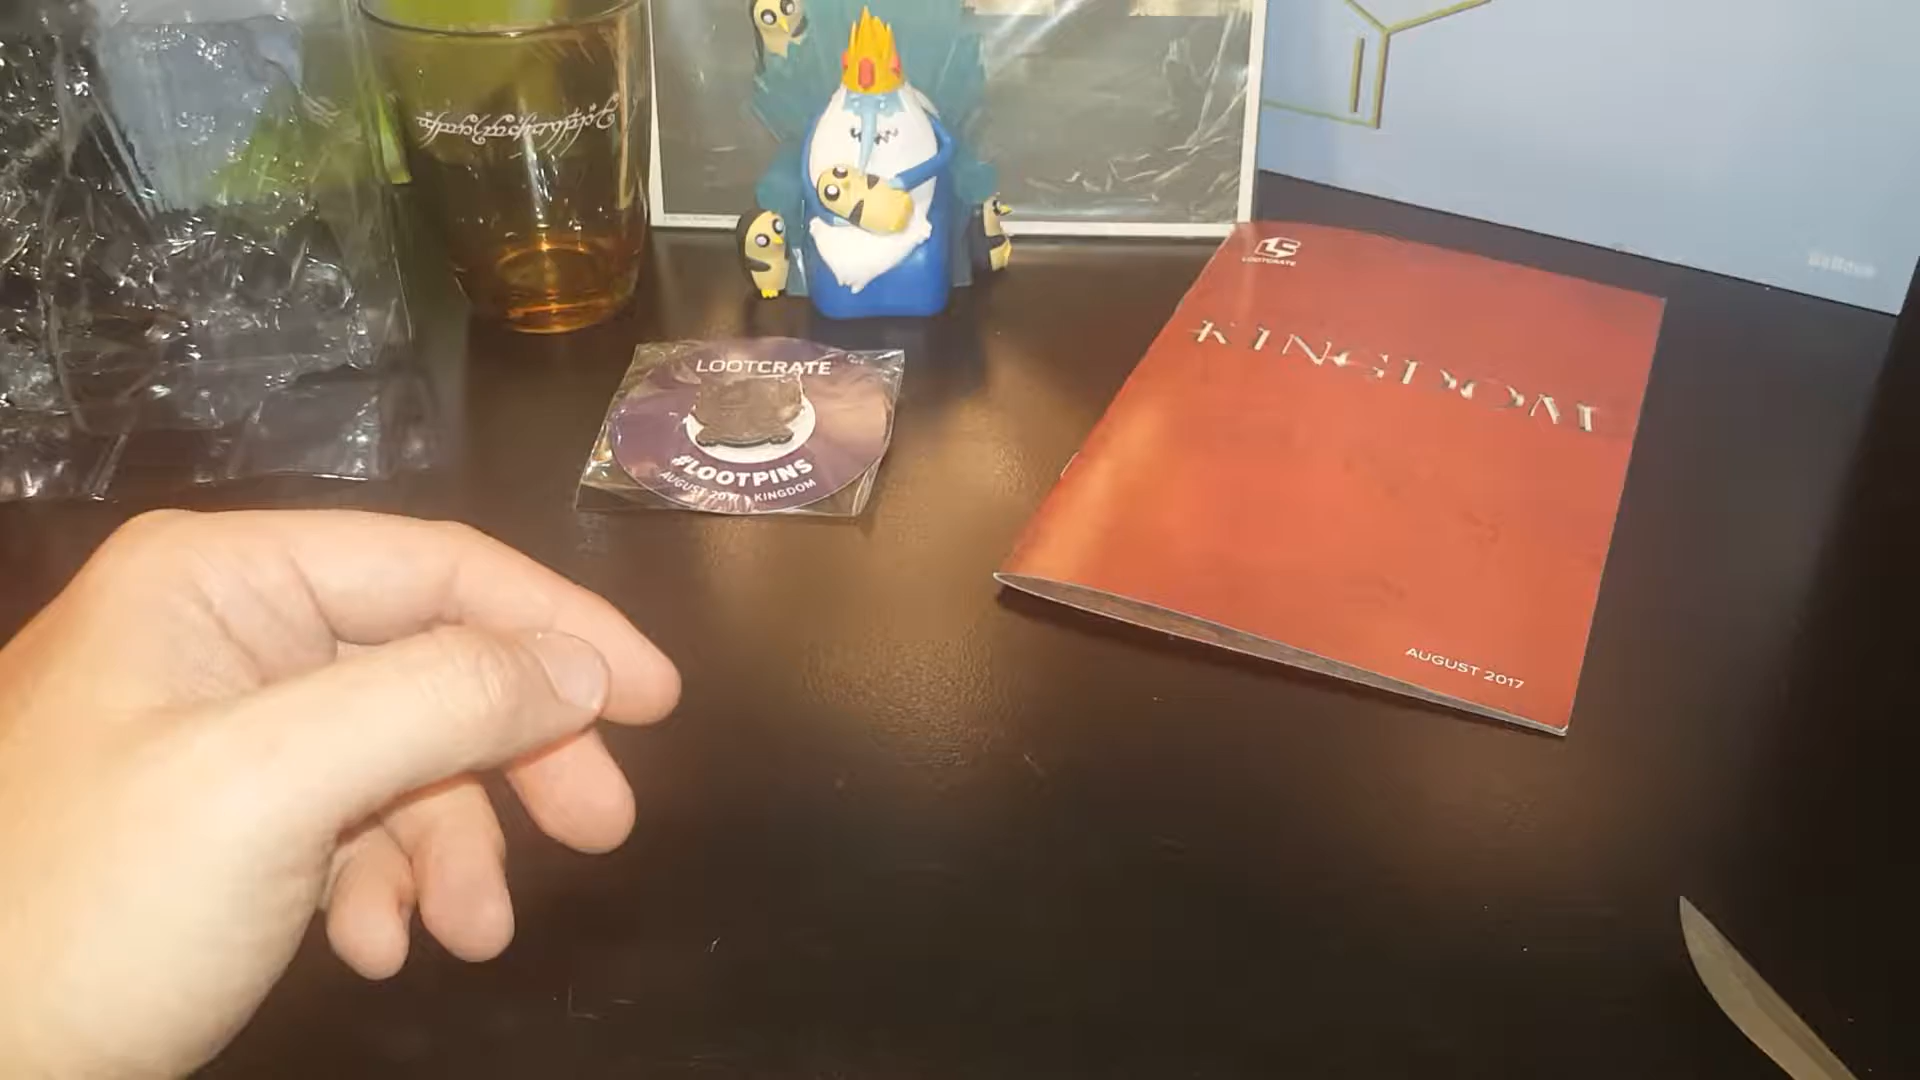 LOOTCRATE
#LOOTPINS
AUGUST 2017 KINGDOM
LOOTCRATE
KINGDOM
AUGUST 2017